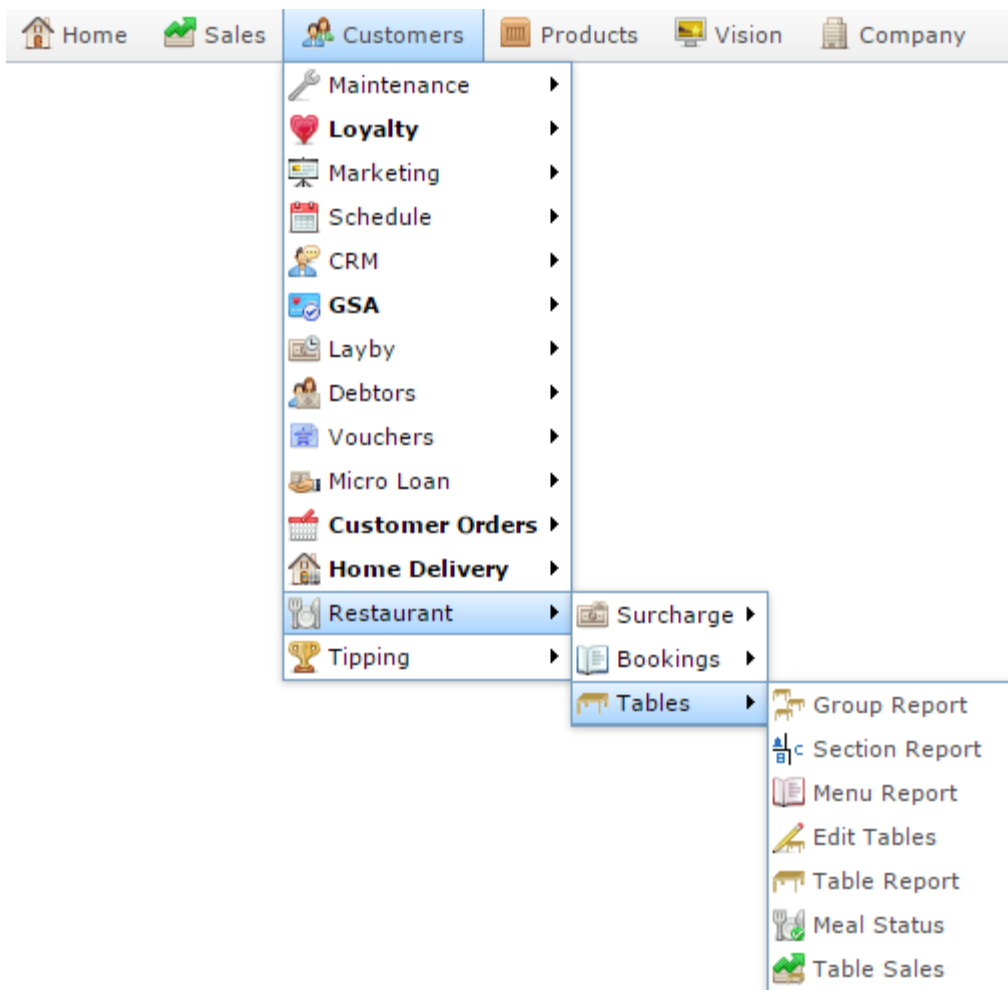 Home Sales Customers Products Vision Company
Maintenance
Loyalty
Marketing
Schedule
CRM
GSA
Layby
Debtors
Vouchers
Micro Loan
Customer Orders
Home Delivery
Restaurant
Tipping
Surcharge
Bookings
Tables
Group Report
Section Report
Menu Report
Edit Tables
Table Report
Meal Status
Table Sales